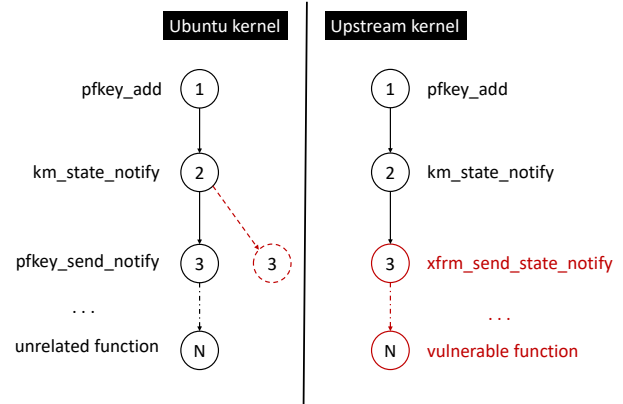 Ubuntu kernel
pfkey_add
1
km_state_notify
2
pfkey_send_notify
3
3
. . .
unrelated function
N
Upstream kernel
1
pfkey_add
2
km_state_notify
3
xfrm_send_state_notify
. . .
N
vulnerable function